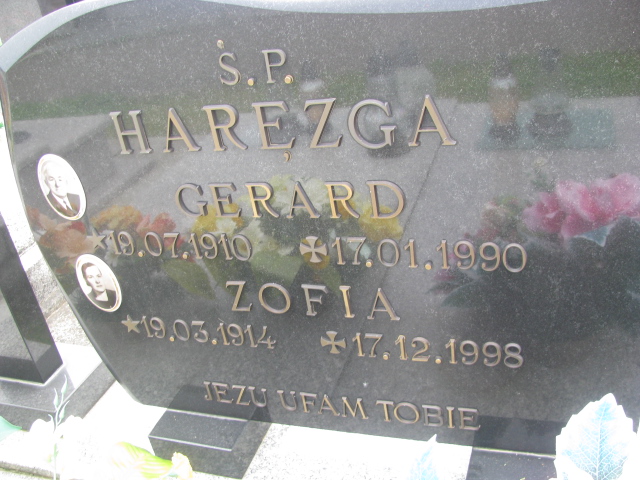 Ś.P.
HARĘZGA
GERARD
★19.07.1910 ✠17.01.1990
ZOFIA
★19.03.1914 ✠17.12.1998
JEZU UFAM TOBIE